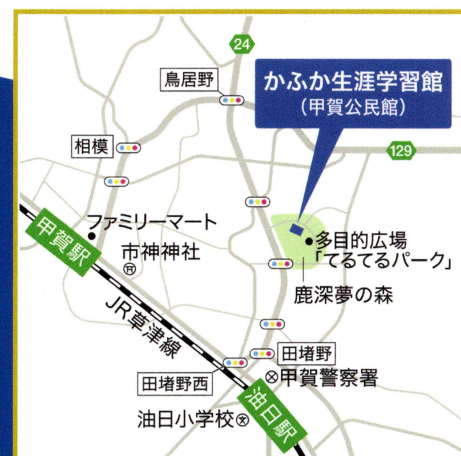 24
鳥居野
かふか生涯学習館
(甲賀公民館)
相模
129
甲賀駅
ファミリーマート
市神神社
多目的広場
「てるてるパーク」
鹿深夢の森
JR草津線
田堵野
田堵野西
甲賀警察署
油日駅
油日小学校